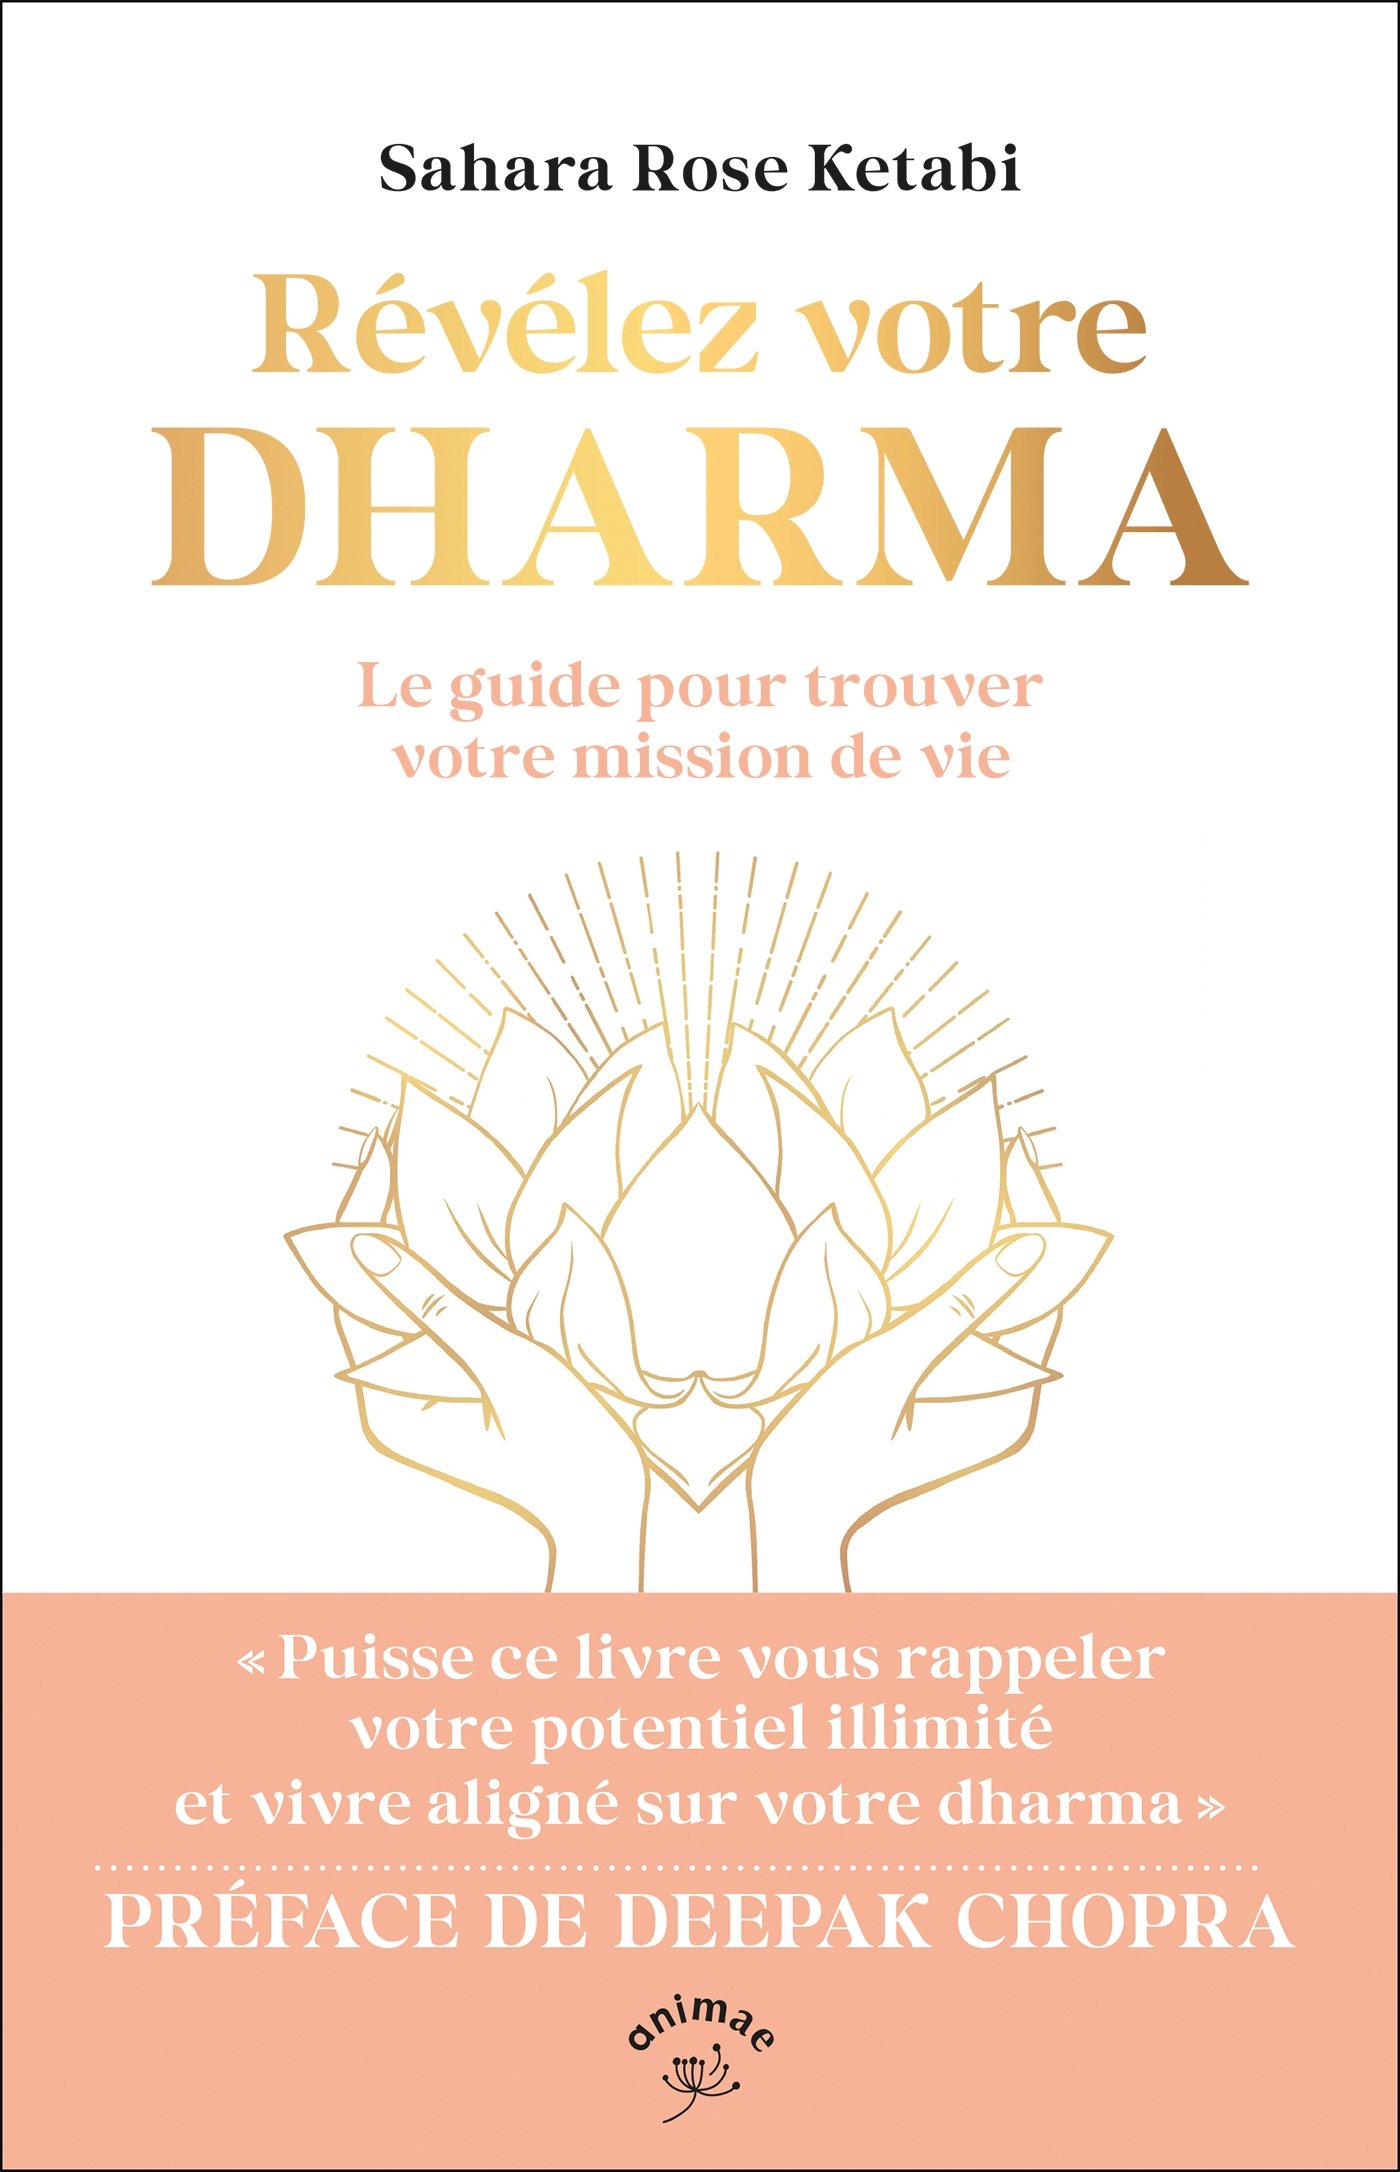 Sahara Rose Ketabi
Révélez votre
DHARMA
Le guide pour trouver
votre mission de vie
« Puisse ce livre vous rappeler
votre potentiel illimité
et vivre aligné sur votre dharma »
PRÉFACE DE DEEPAK CHOPRA
animae